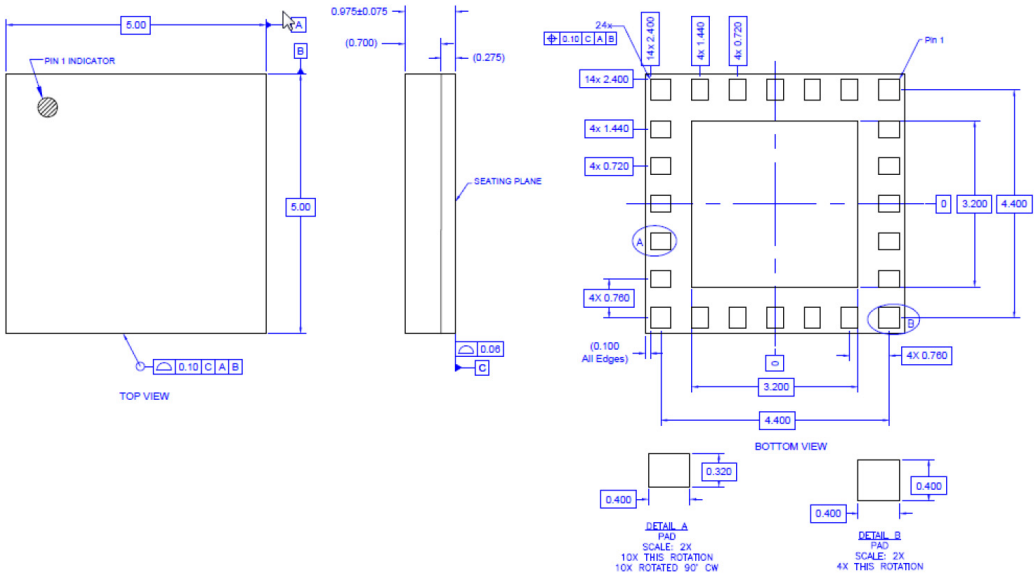 5.00
A
B
PIN 1 INDICATOR
5.00
0.10 C A B
TOP VIEW
0.975±0.075
(0.700)
(0.275)
SEATING PLANE
0.06
C
24x
0.10 C A B
14x 2.400
4x 1.440
4x 0.720
Pin 1
14x 2.400
4x 1.440
4x 0.720
A
4X 0.760
0
3.200
4.400
B
(0.100
All Edges)
0
4X 0.760
3.200
4.400
BOTTOM VIEW
0.320
0.400
DETAIL A
PAD
SCALE: 2X
10X THIS ROTATION
10X ROTATED 90' CW
0.400
0.400
DETAIL B
PAD
SCALE: 2X
4X THIS ROTATION